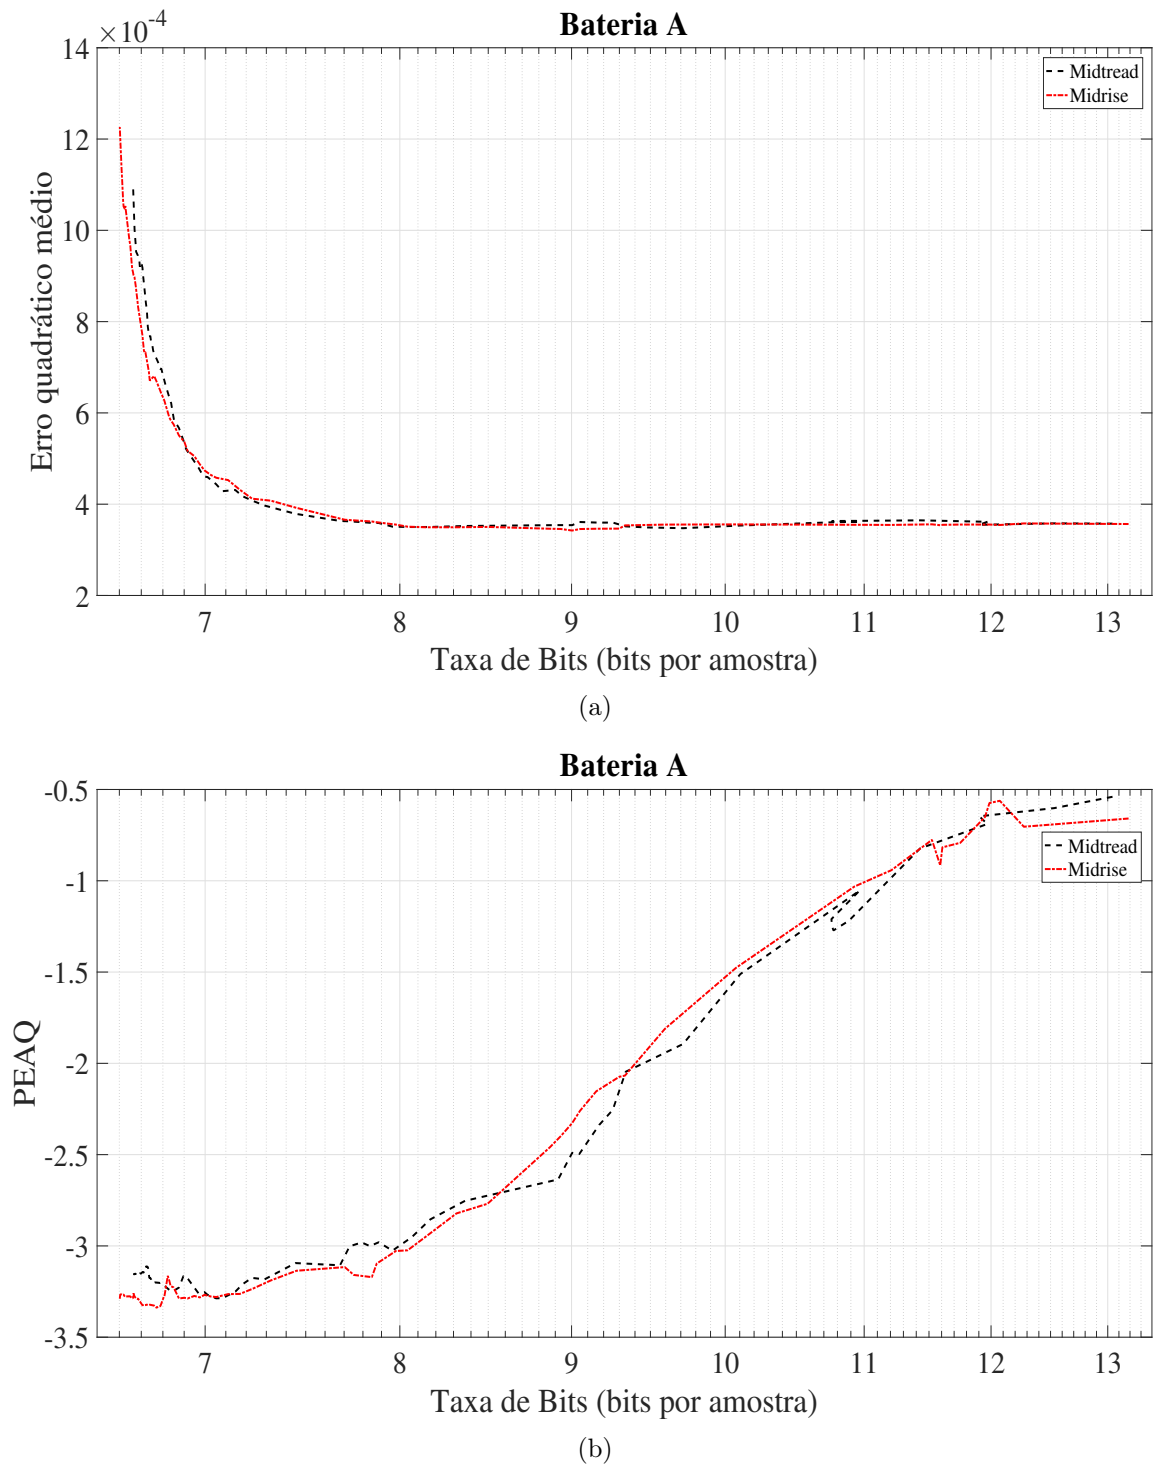 Bateria A
×10⁻⁴
14
12
10
8
6
4
2
Erro quadrático médio
Midtread
Midrise
7 8 9 10 11 12 13
Taxa de Bits (bits por amostra)
(a)
Bateria A
-0.5
-1
-1.5
-2
-2.5
-3
-3.5
PEAQ
Midtread
Midrise
7 8 9 10 11 12 13
Taxa de Bits (bits por amostra)
(b)